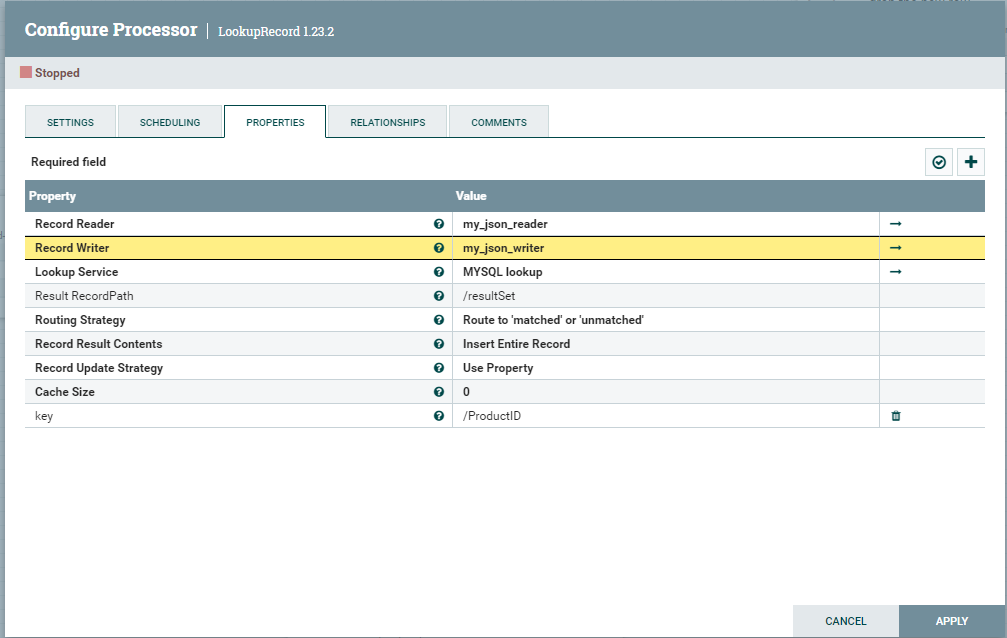 Configure Processor | LookupRecord 1.23.2
Stopped
SETTINGS SCHEDULING PROPERTIES RELATIONSHIPS COMMENTS
Required field
Property Value
Record Reader my_json_reader
Record Writer my_json_writer
Lookup Service MYSQL lookup
Result RecordPath /resultSet
Routing Strategy Route to 'matched' or 'unmatched'
Record Result Contents Insert Entire Record
Record Update Strategy Use Property
Cache Size 0
key /ProductID
CANCEL APPLY